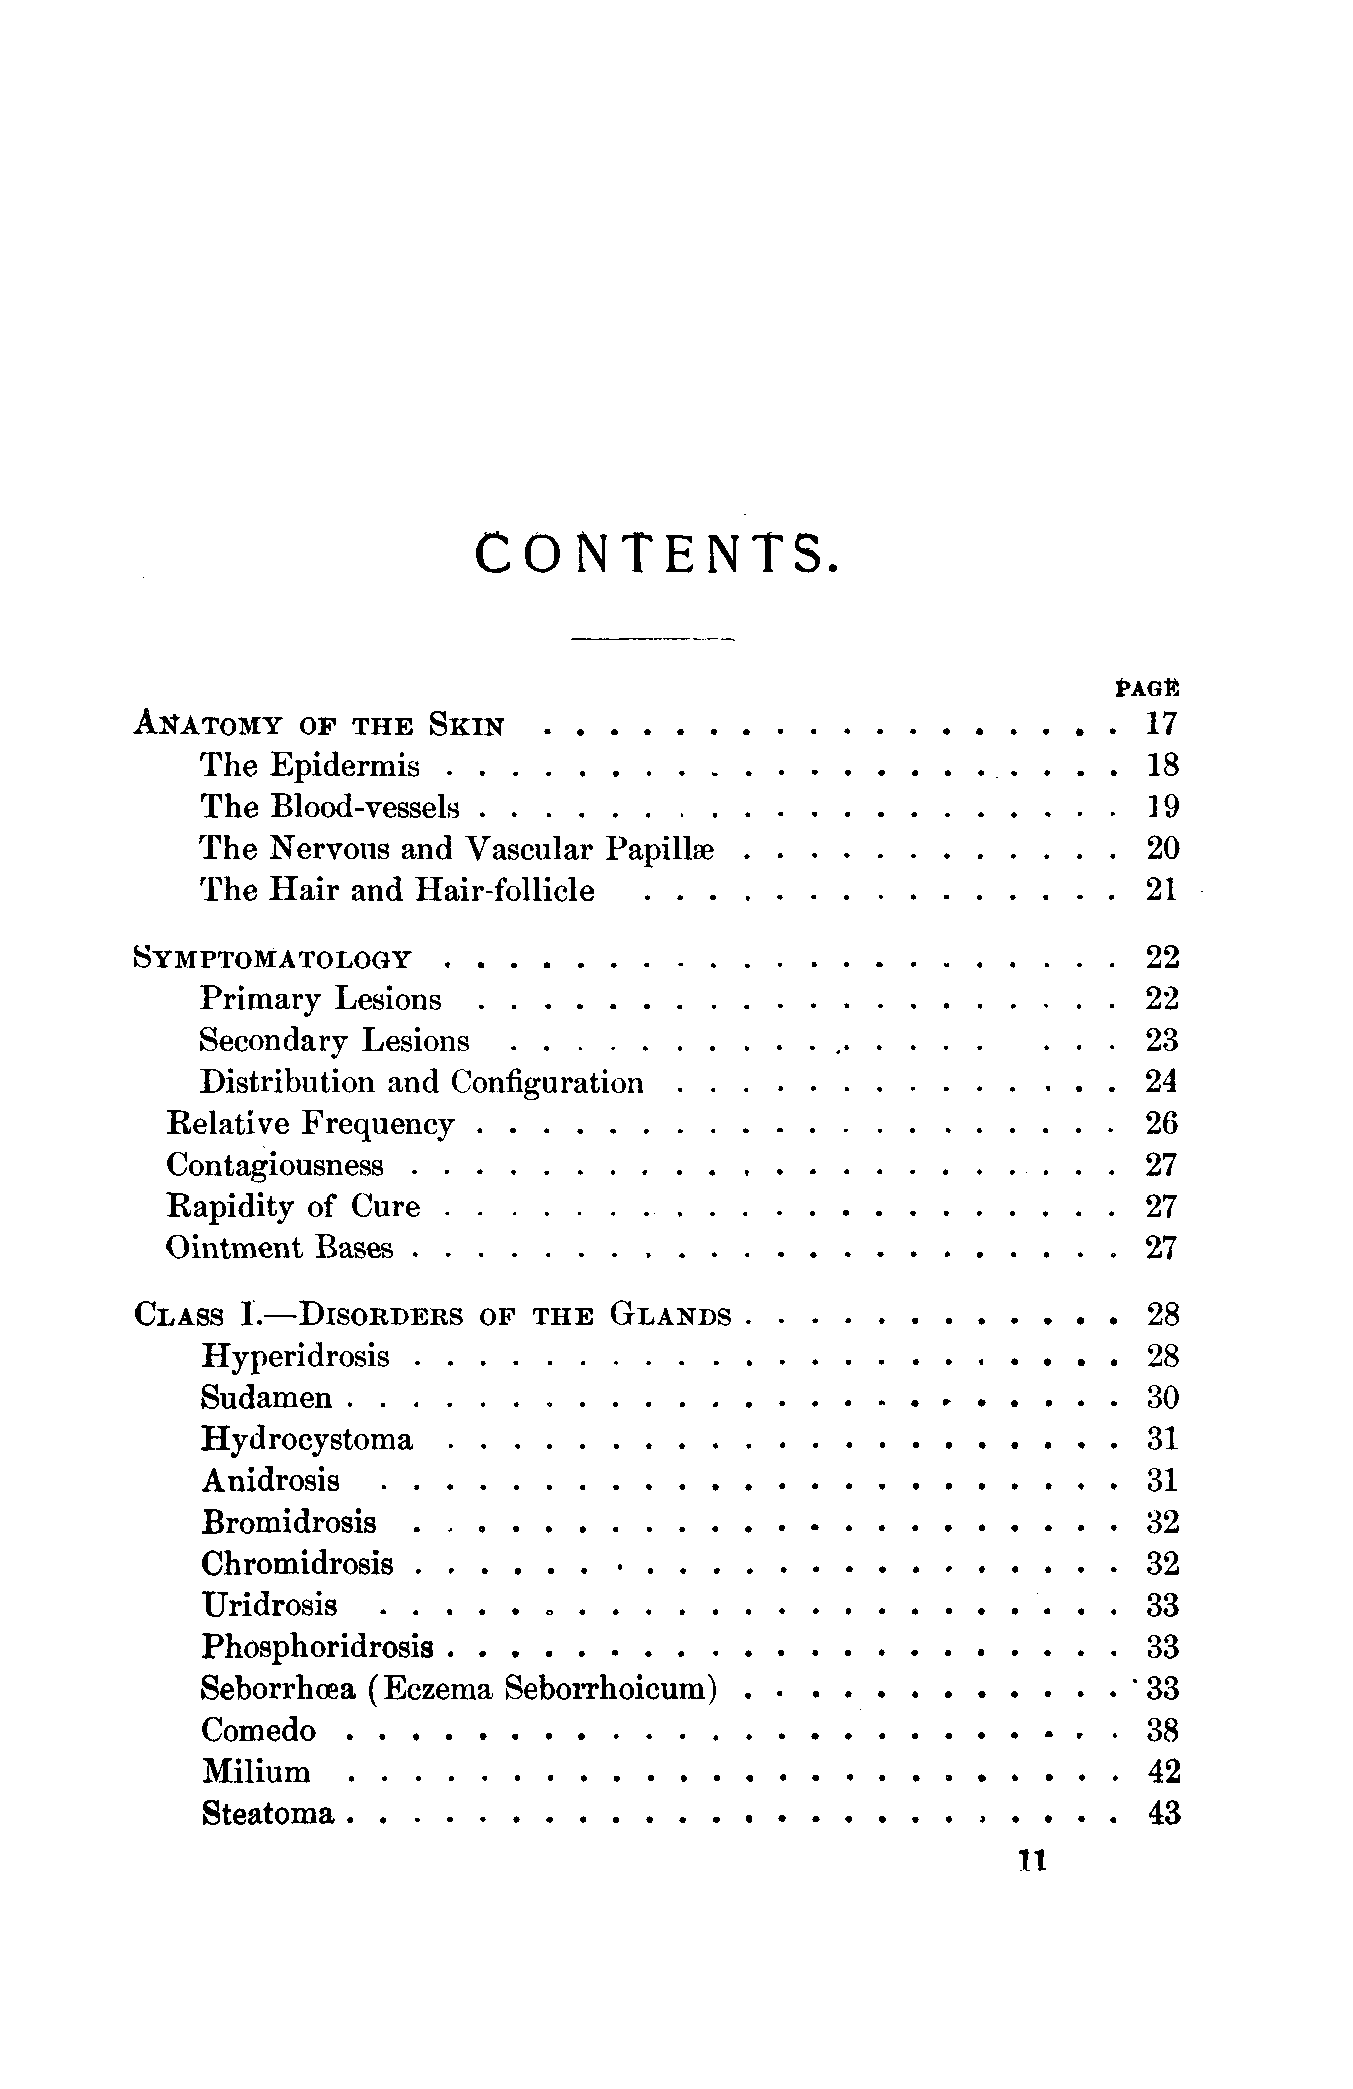 CONTENTS.
PAGE
ANATOMY OF THE SKIN . . . . . . . . . . . . . . . . . . 17
The Epidermis . . . . . . . . . . . . . . . . . . . . . 18
The Blood-vessels . . . . . . . . . . . . . . . . . . . . 19
The Nervous and Vascular Papillæ . . . . . . . . . . . . 20
The Hair and Hair-follicle . . . . . . . . . . . . . . . 21
SYMPTOMATOLOGY . . . . . . . . . . . . . . . . . . . . . 22
Primary Lesions . . . . . . . . . . . . . . . . . . . . 22
Secondary Lesions . . . . . . . . . . . . . . . . . . 23
Distribution and Configuration . . . . . . . . . . . . . . 24
Relative Frequency . . . . . . . . . . . . . . . . . . . . 26
Contagiousness . . . . . . . . . . . . . . . . . . . . . . 27
Rapidity of Cure . . . . . . . . . . . . . . . . . . . . . 27
Ointment Bases . . . . . . . . . . . . . . . . . . . . . . 27
CLASS I.—DISORDERS OF THE GLANDS . . . . . . . . . . . . 28
Hyperidrosis . . . . . . . . . . . . . . . . . . . . . . 28
Sudamen . . . . . . . . . . . . . . . . . . . . . . . . 30
Hydrocystoma . . . . . . . . . . . . . . . . . . . . . 31
Anidrosis . . . . . . . . . . . . . . . . . . . . . . . 31
Bromidrosis . . . . . . . . . . . . . . . . . . . . . . 32
Chromidrosis . . . . . . . . . . . . . . . . . . . . . . 32
Uridrosis . . . . . . . . . . . . . . . . . . . . . . . 33
Phosphoridrosis . . . . . . . . . . . . . . . . . . . . . 33
Seborrhœa (Eczema Seborrhoicum) . . . . . . . . . . . . 33
Comedo . . . . . . . . . . . . . . . . . . . . . . . . 38
Milium . . . . . . . . . . . . . . . . . . . . . . . . 42
Steatoma . . . . . . . . . . . . . . . . . . . . . . . . 43
11